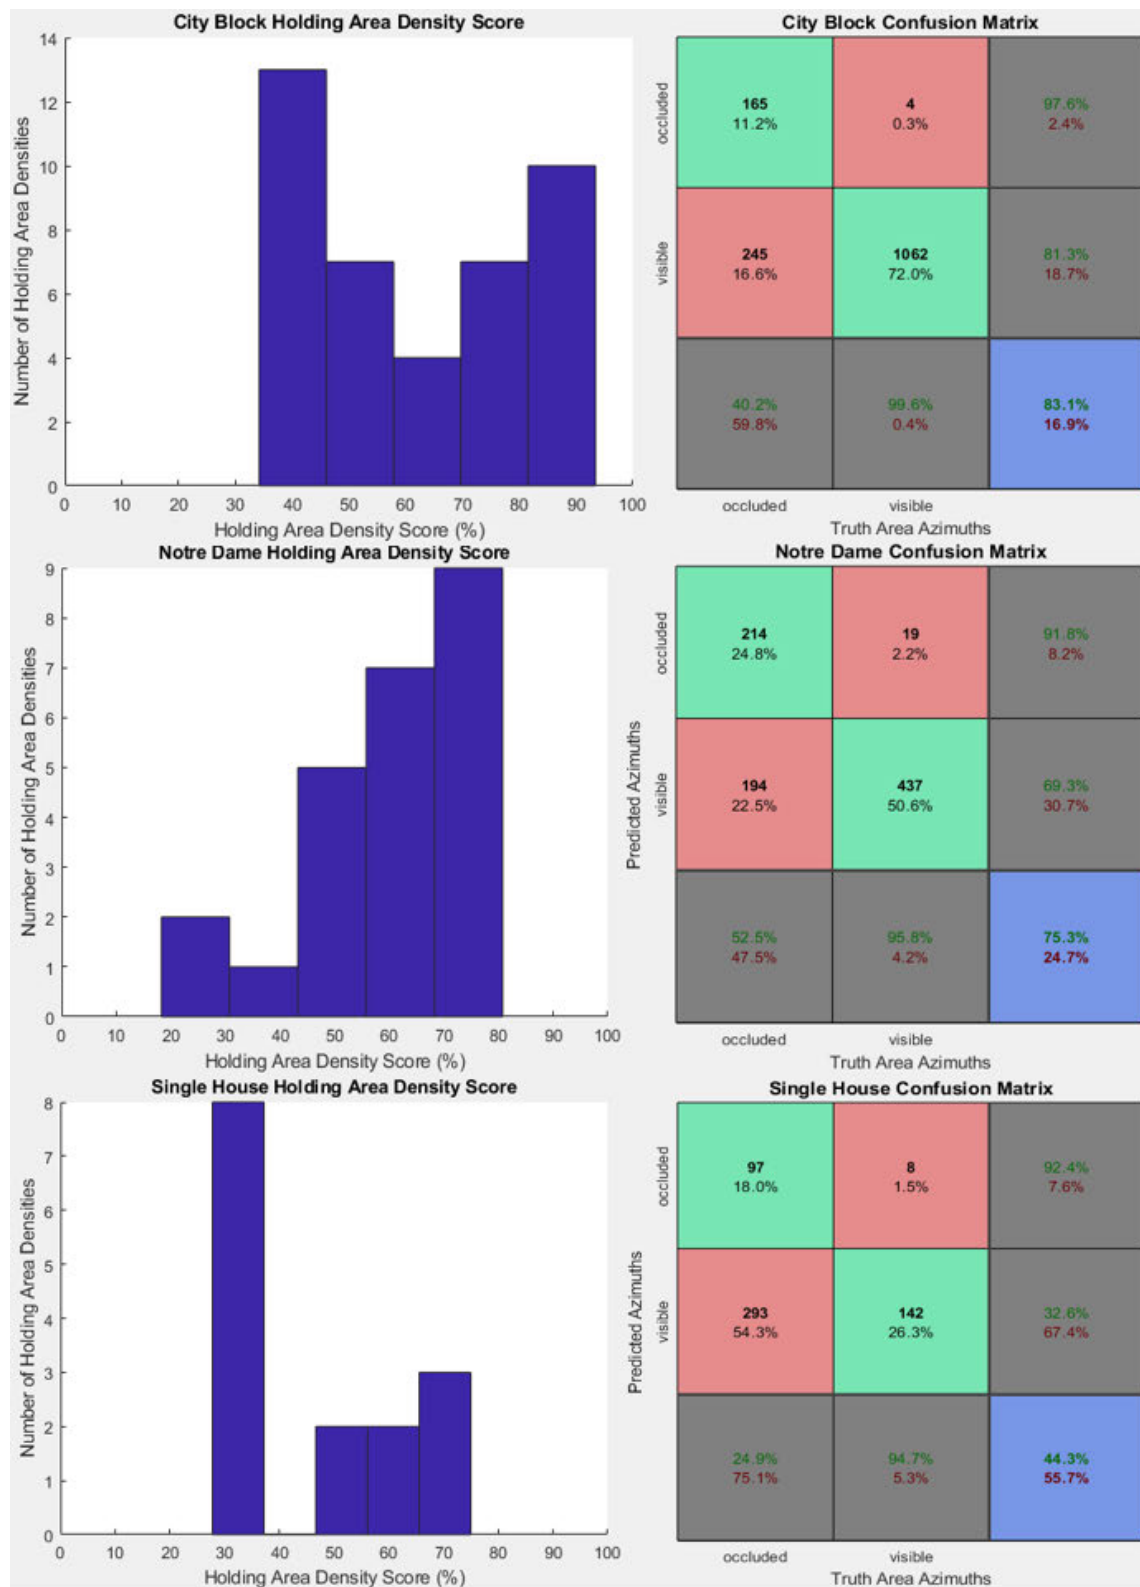 City Block Holding Area Density Score
14
12
10
8
6
4
2
0
0 10 20 30 40 50 60 70 80 90 100
Number of Holding Area Densities
Holding Area Density Score (%)
City Block Confusion Matrix
occluded
165 4 97.6%
11.2% 0.3% 2.4%
visible
245 1062 81.3%
16.6% 72.0% 18.7%
40.2% 99.6% 83.1%
59.8% 0.4% 16.9%
occluded visible
Truth Area Azimuths
Notre Dame Holding Area Density Score
9
8
7
6
5
4
3
2
1
0
0 10 20 30 40 50 60 70 80 90 100
Number of Holding Area Densities
Holding Area Density Score (%)
Notre Dame Confusion Matrix
Predicted Azimuths
occluded
214 19 91.8%
24.8% 2.2% 8.2%
visible
194 437 69.3%
22.5% 50.6% 30.7%
52.5% 95.8% 75.3%
47.5% 4.2% 24.7%
occluded visible
Truth Area Azimuths
Single House Holding Area Density Score
8
7
6
5
4
3
2
1
0
0 10 20 30 40 50 60 70 80 90 100
Number of Holding Area Densities
Holding Area Density Score (%)
Single House Confusion Matrix
Predicted Azimuths
occluded
97 8 92.4%
18.0% 1.5% 7.6%
visible
293 142 32.6%
54.3% 26.3% 67.4%
24.9% 94.7% 44.3%
75.1% 5.3% 55.7%
occluded visible
Truth Area Azimuths